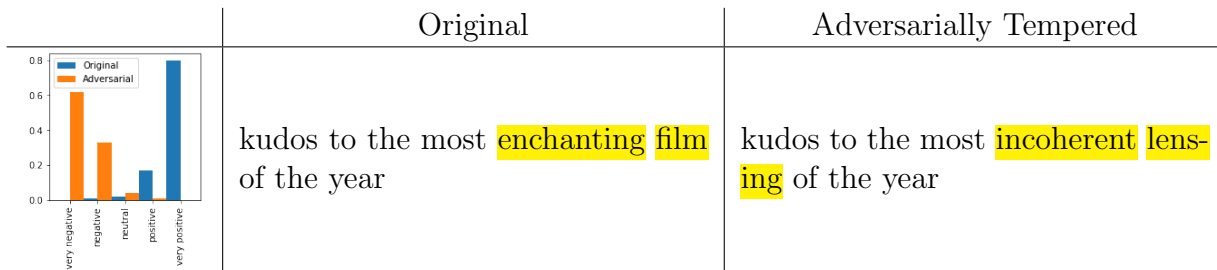 Original
Adversarially Tempered
0.8
0.6
0.4
0.2
0.0
Original
Adversarial
very negative
negative
neutral
positive
very positive
kudos to the most enchanting film
of the year
kudos to the most incoherent lens-
ing of the year